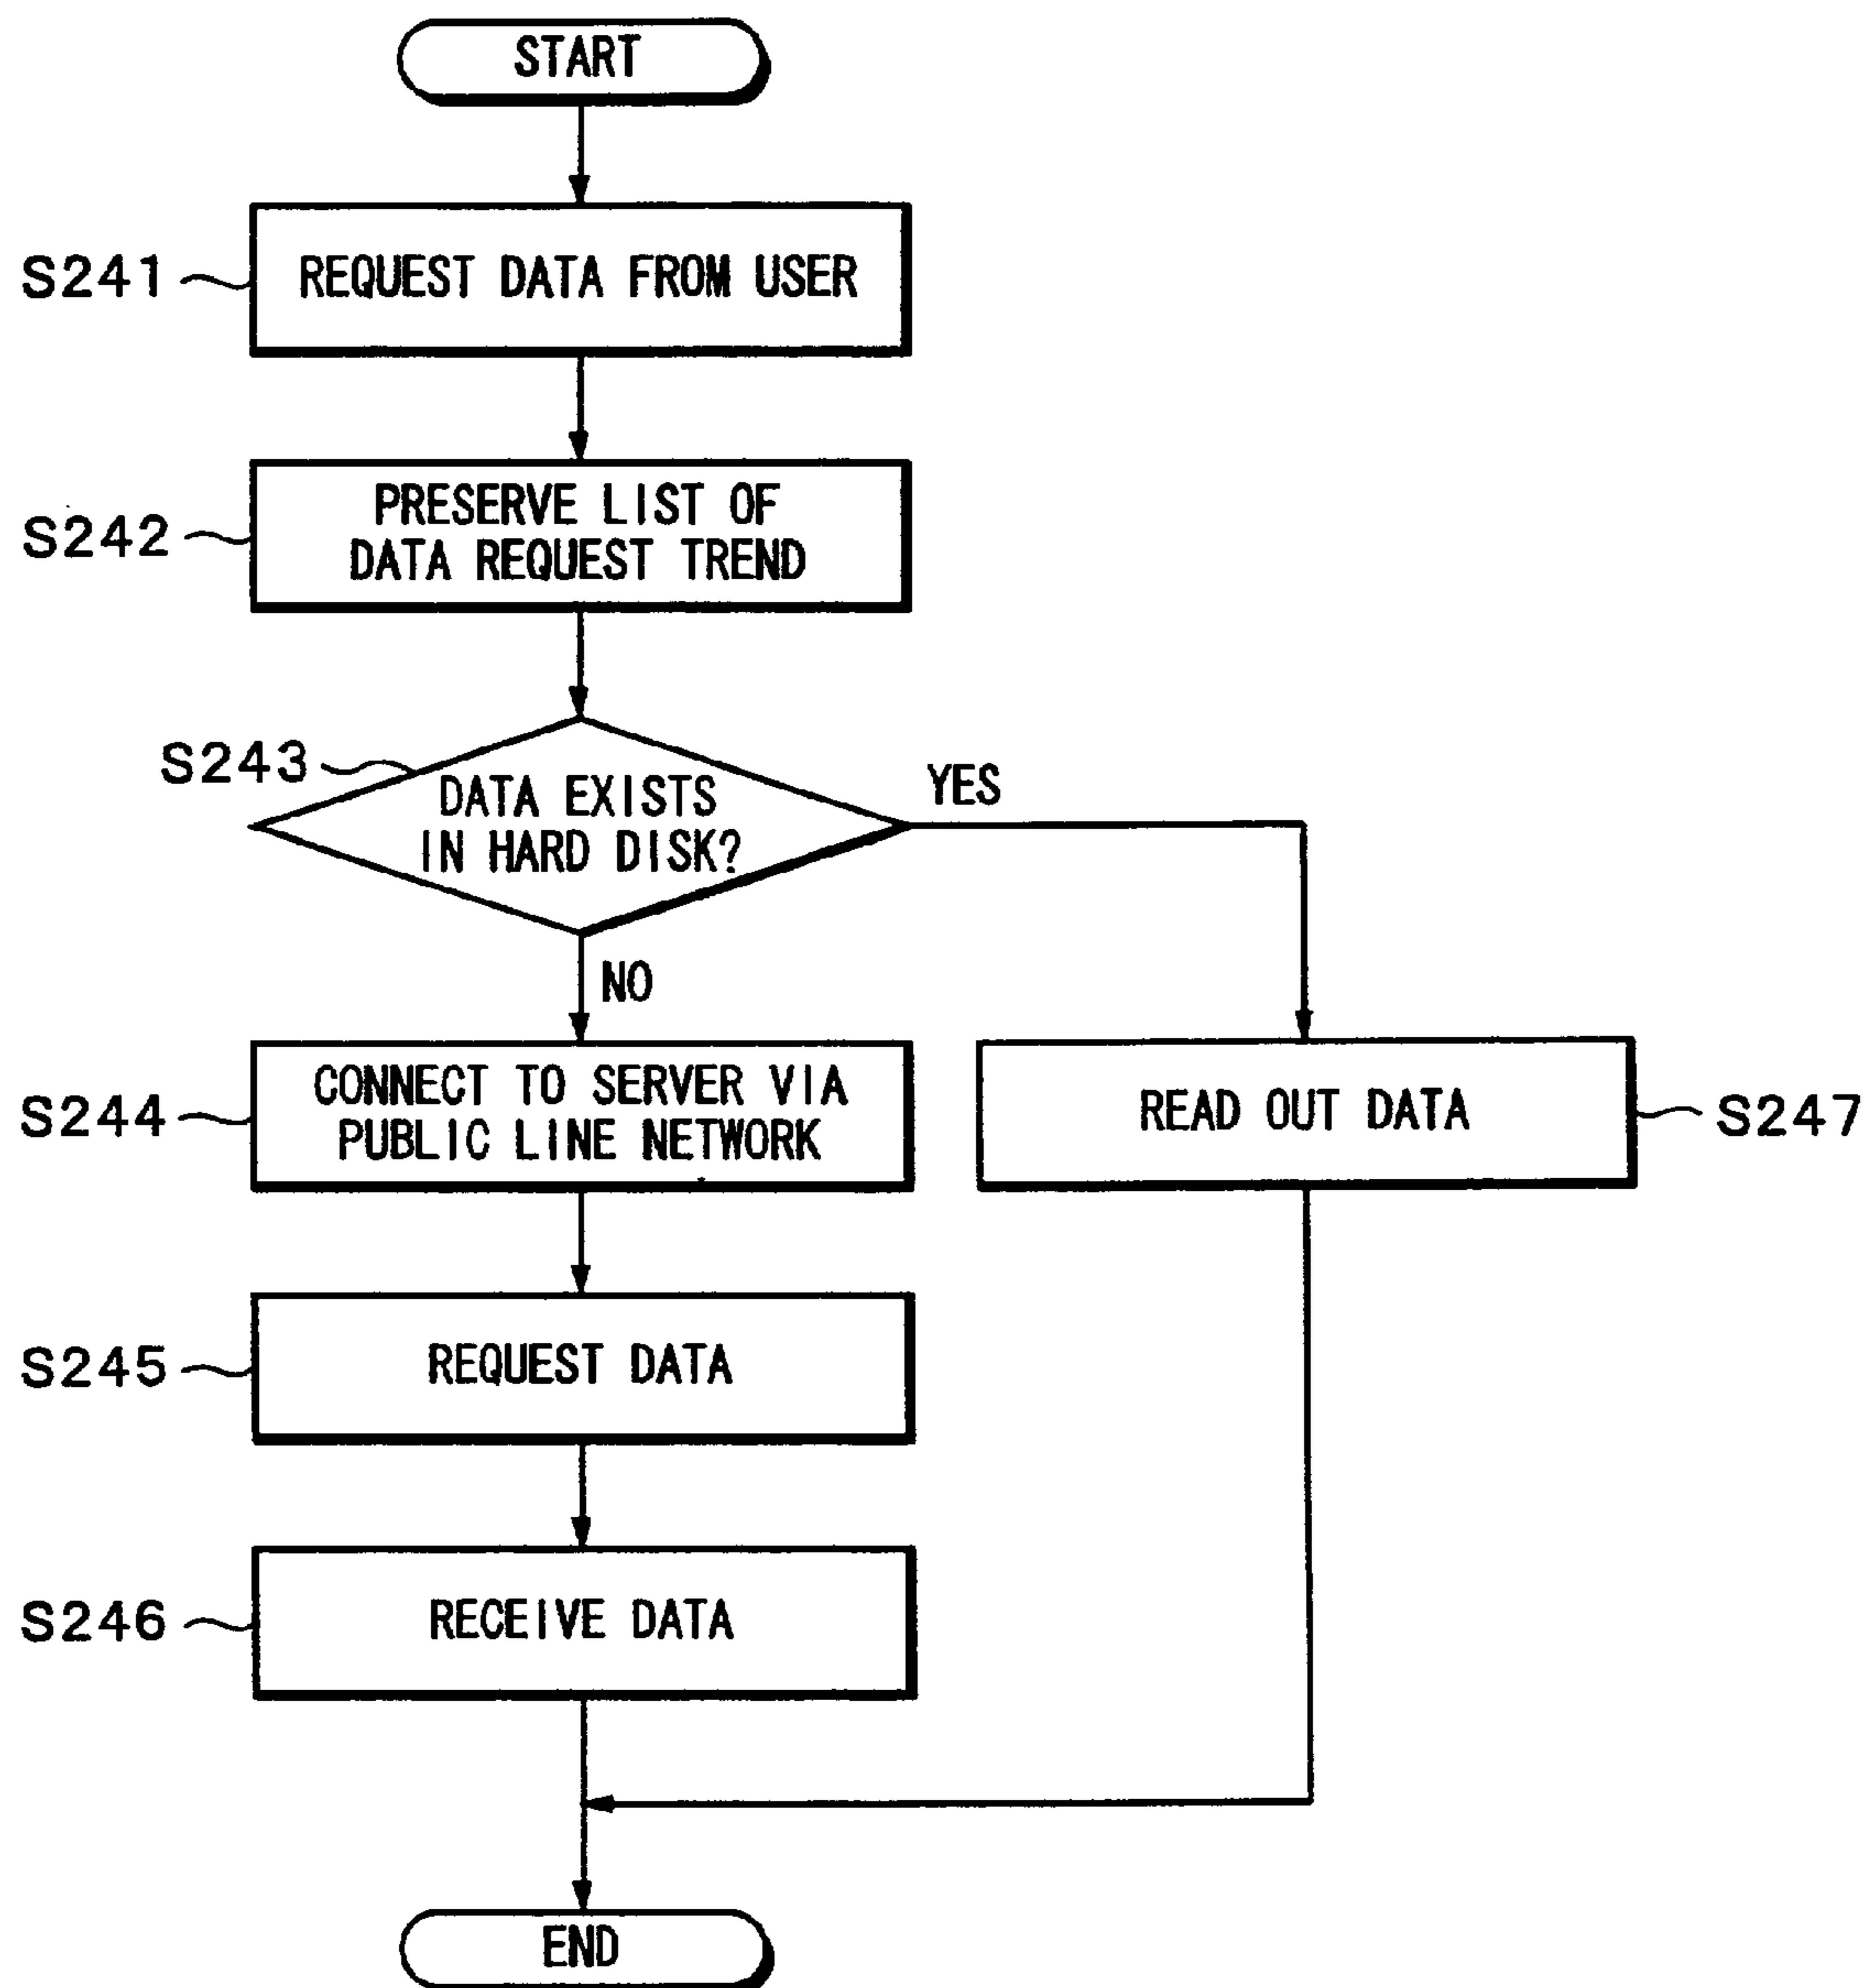 START
S241
REQUEST DATA FROM USER
S242
PRESERVE LIST OF
DATA REQUEST TREND
S243
DATA EXISTS
IN HARD DISK?
YES
NO
S244
CONNECT TO SERVER VIA
PUBLIC LINE NETWORK
READ OUT DATA
S247
S245
REQUEST DATA
S246
RECEIVE DATA
END